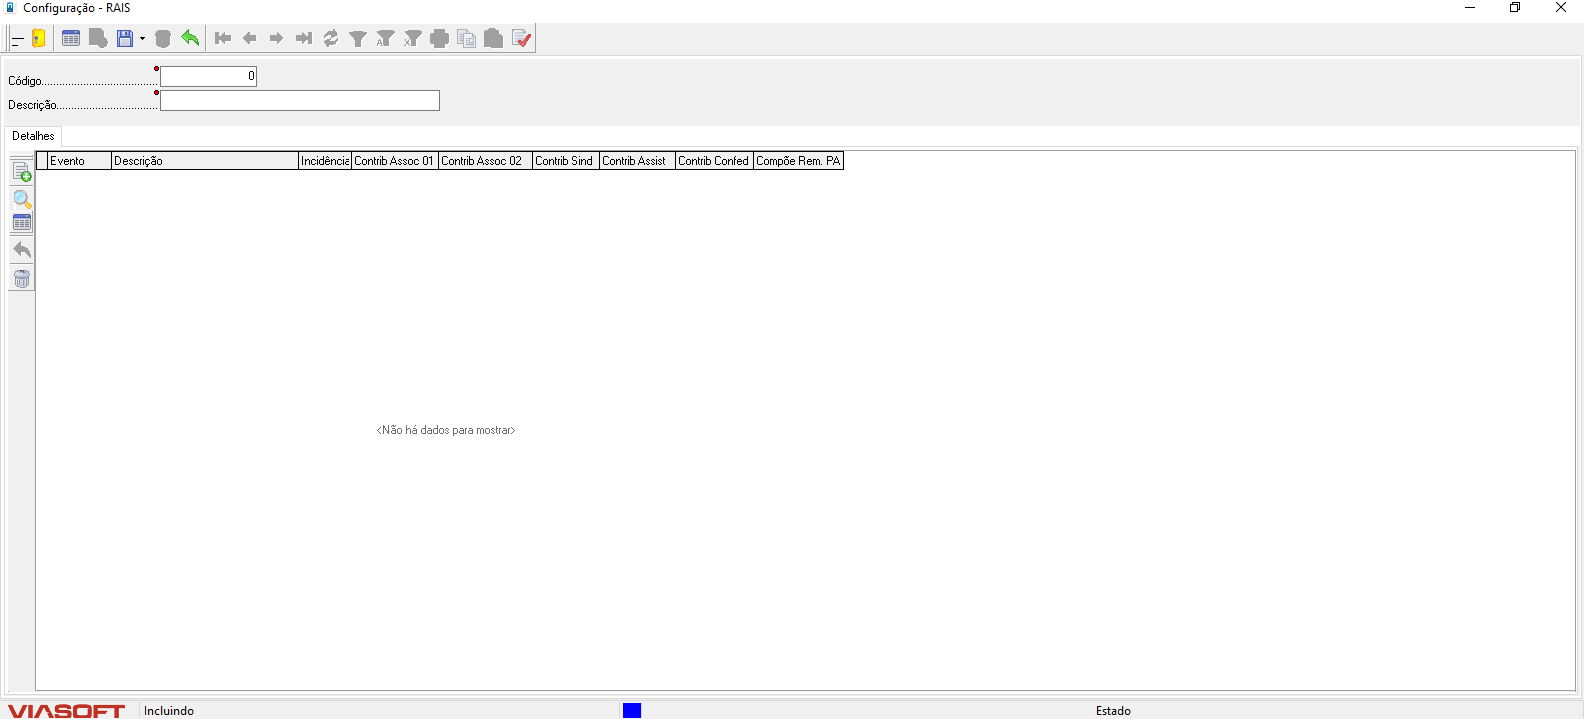 Configuração - RAIS
Código
0
Descrição
Detalhes
Evento Descrição Incidência Contrib Assoc 01 Contrib Assoc 02 Contrib Sind Contrib Assist Contrib Confed Compõe Rem. PA
<Não há dados para mostrar>
VIASOFT Incluindo Estado